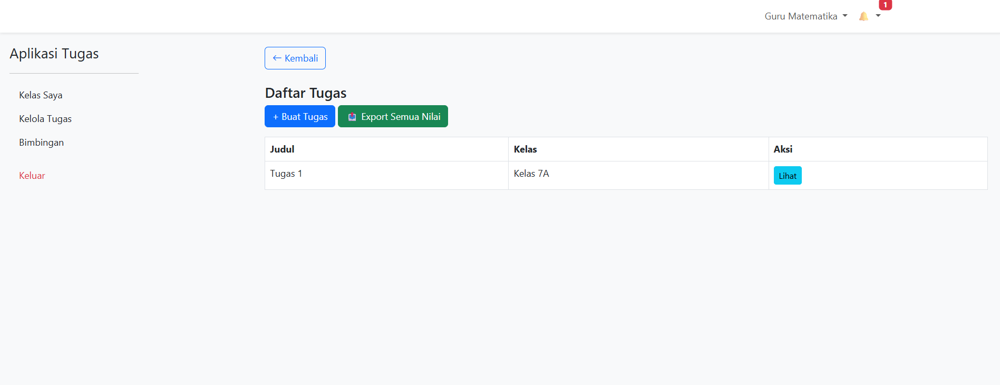 Guru Matematika
1
Aplikasi Tugas
Kelas Saya
Kelola Tugas
Bimbingan
Keluar
← Kembali
Daftar Tugas
+ Buat Tugas
Export Semua Nilai
Judul Kelas Aksi
Tugas 1 Kelas 7A Lihat